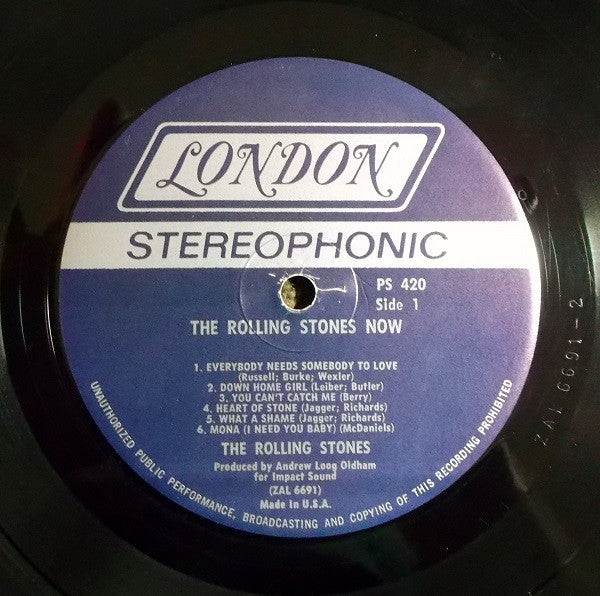 LONDON
STEREOPHONIC
PS 420
Side 1
THE ROLLING STONES NOW
1. EVERYBODY NEEDS SOMEBODY TO LOVE
(Russell; Burke; Wexler)
2. DOWN HOME GIRL (Leiber; Butler)
3. YOU CAN'T CATCH ME (Berry)
4. HEART OF STONE (Jagger; Richards)
5. WHAT A SHAME (Jagger; Richards)
6. MONA (I NEED YOU BABY) (McDaniels)
THE ROLLING STONES
Produced by Andrew Long Oldham
for Impact Sound
(ZAL 6691)
Made in U.S.A.
UNAUTHORIZED PUBLIC PERFORMANCE, BROADCASTING AND COPYING OF THIS RECORDING PROHIBITED
ZAL 6691-2